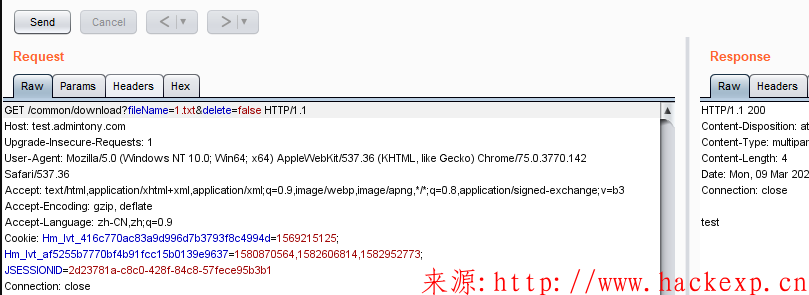 Send Cancel < >
Request
Raw Params Headers Hex
GET /common/download?fileName=1.txt&delete=false HTTP/1.1
Host: test.admintony.com
Upgrade-Insecure-Requests: 1
User-Agent: Mozilla/5.0 (Windows NT 10.0; Win64; x64) AppleWebKit/537.36 (KHTML, like Gecko) Chrome/75.0.3770.142
Safari/537.36
Accept: text/html,application/xhtml+xml,application/xml;q=0.9,image/webp,image/apng,*/*;q=0.8,application/signed-exchange;v=b3
Accept-Encoding: gzip, deflate
Accept-Language: zh-CN,zh;q=0.9
Cookie: Hm_lvt_416c770ac83a9d996d7b3793f8c4994d=1569215125;
Hm_lvt_af5255b7770bf4b91fcc15b0139e9637=1580870564,1582606814,1582952773;
JSESSIONID=2d23781a-c8c0-428f-84c8-57fece95b3b1
Connection: close
Response
Raw Headers
HTTP/1.1 200
Content-Disposition: at
Content-Type: multipar
Content-Length: 4
Date: Mon, 09 Mar 202
Connection: close
test
来源:http://www.hackexp.cn